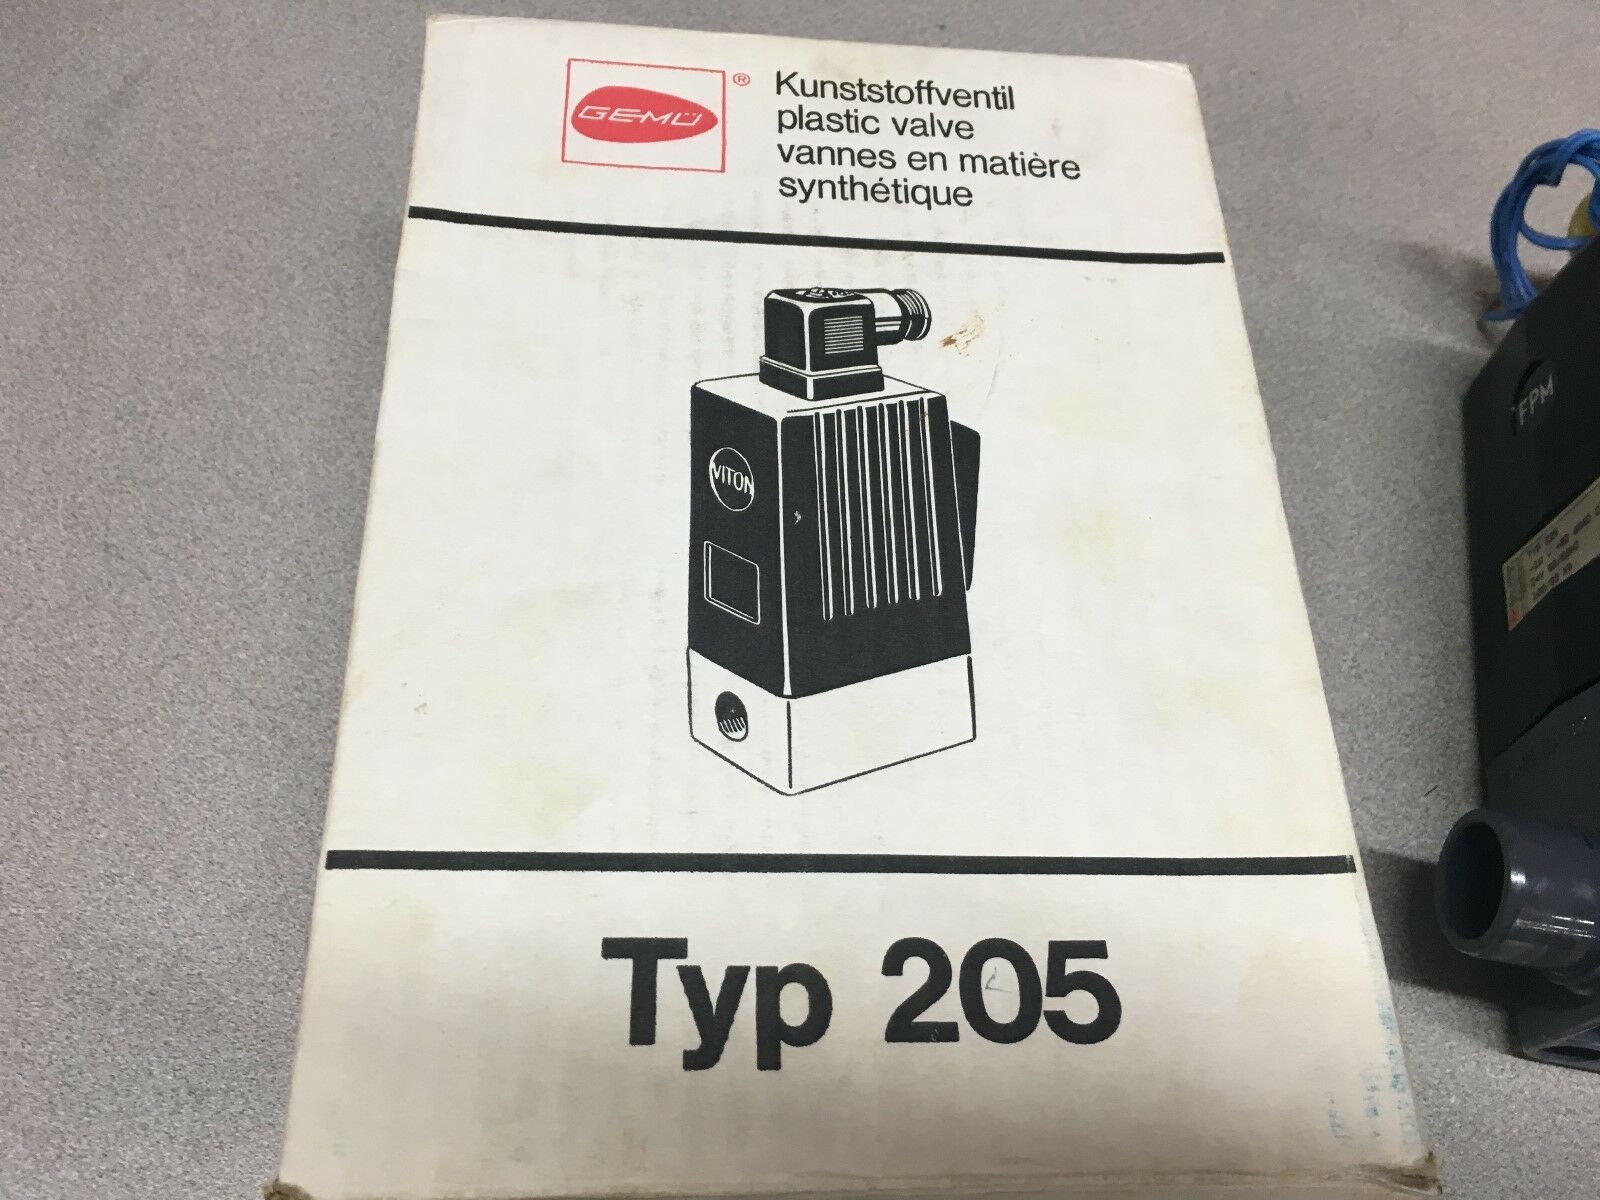 GEMÜ
®
Kunststoffventil
plastic valve
vannes en matière
synthétique
VITON
Typ 205
FPM